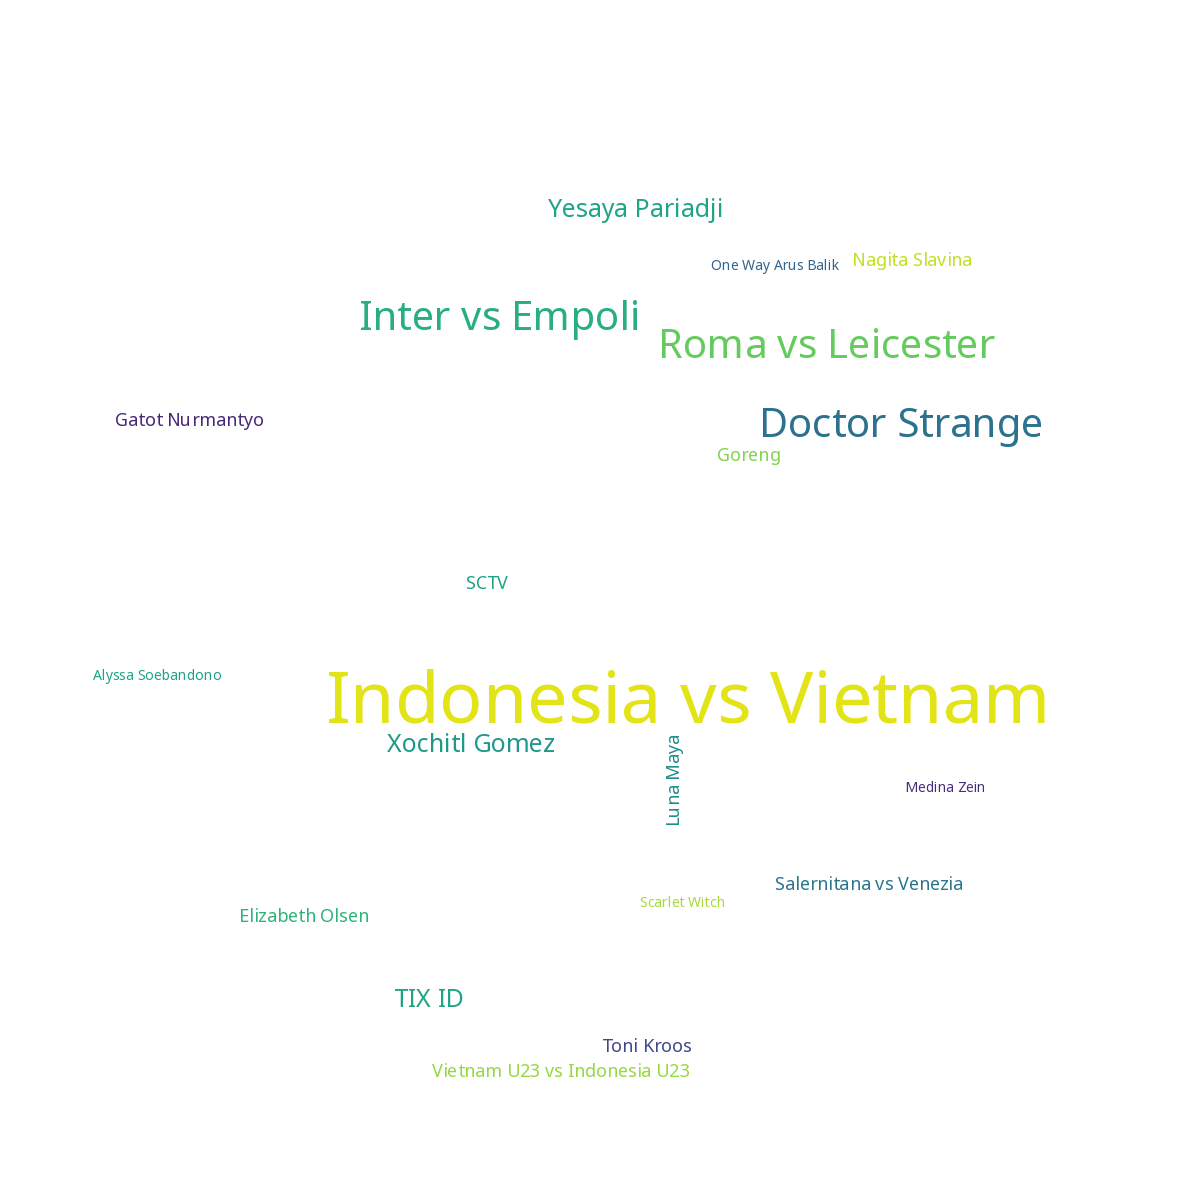 Yesaya Pariadji
One Way Arus Balik
Nagita Slavina
Inter vs Empoli
Roma vs Leicester
Gatot Nurmantyo
Doctor Strange
Goreng
SCTV
Alyssa Soebandono
Indonesia vs Vietnam
Xochitl Gomez
Luna Maya
Medina Zein
Salernitana vs Venezia
Scarlet Witch
Elizabeth Olsen
TIX ID
Toni Kroos
Vietnam U23 vs Indonesia U23